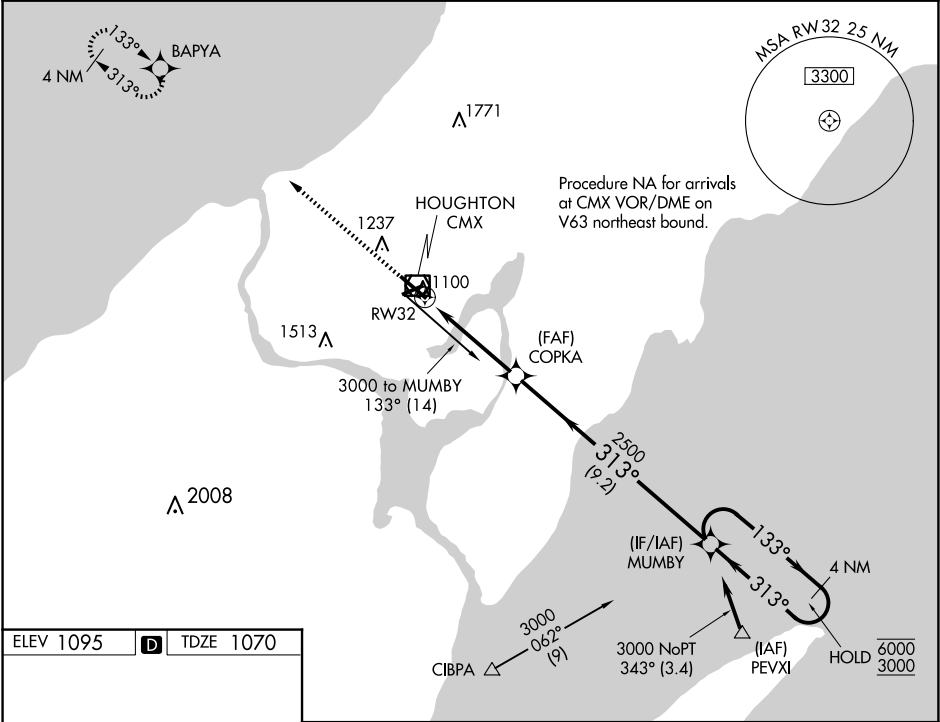 133°
BAPYA
4 NM
313°
MSA RW32 25 NM
3300
1771
Procedure NA for arrivals
at CMX VOR/DME on
V63 northeast bound.
HOUGHTON
CMX
1237
1100
RW32
1513
(FAF)
COPKA
3000 to MUMBY
133° (14)
2500
313°
(9.2)
2008
(IF/IAF)
MUMBY
133°
4 NM
313°
3000
062°
(9)
CIBPA
3000 NoPT
343° (3.4)
(IAF)
PEVXI
HOLD
6000
3000
ELEV 1095 D TDZE 1070